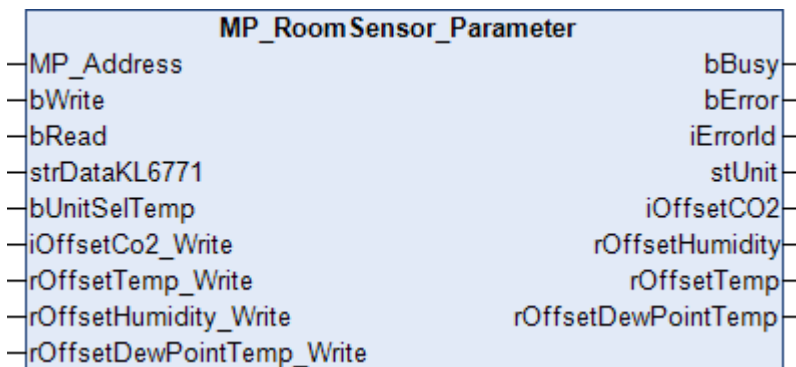 MP_RoomSensor_Parameter
MP_Address bBusy
bWrite bError
bRead iErrorId
strDataKL6771 stUnit
bUnitSelTemp iOffsetCO2
iOffsetCo2_Write rOffsetHumidity
rOffsetTemp_Write rOffsetTemp
rOffsetHumidity_Write rOffsetDewPointTemp
rOffsetDewPointTemp_Write